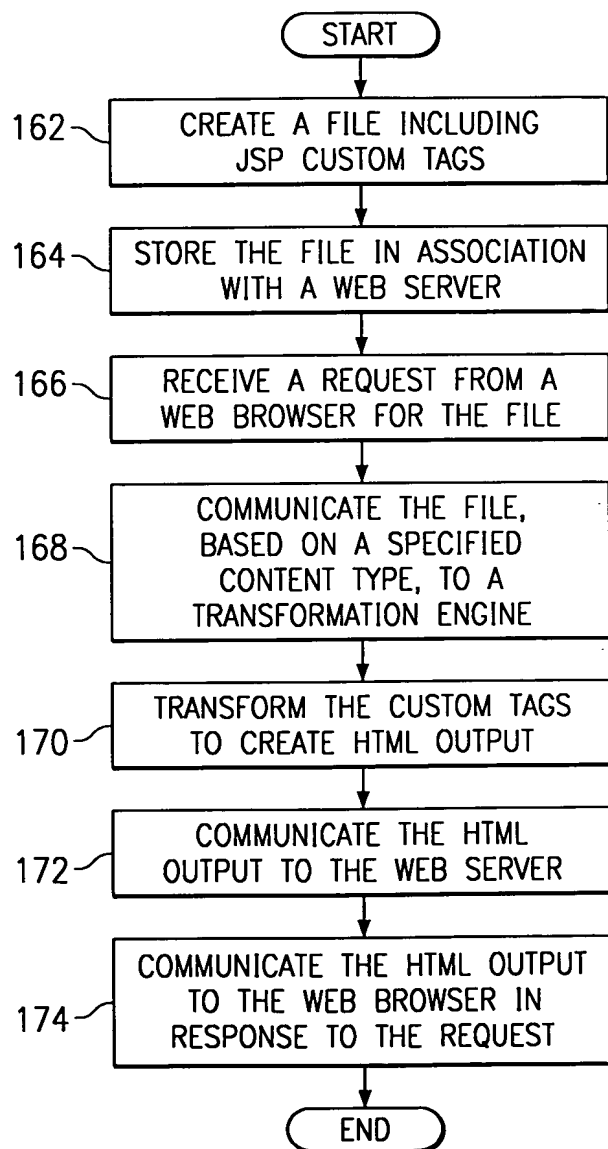 START
162
CREATE A FILE INCLUDING
JSP CUSTOM TAGS
164
STORE THE FILE IN ASSOCIATION
WITH A WEB SERVER
166
RECEIVE A REQUEST FROM A
WEB BROWSER FOR THE FILE
168
COMMUNICATE THE FILE,
BASED ON A SPECIFIED
CONTENT TYPE, TO A
TRANSFORMATION ENGINE
170
TRANSFORM THE CUSTOM TAGS
TO CREATE HTML OUTPUT
172
COMMUNICATE THE HTML
OUTPUT TO THE WEB SERVER
174
COMMUNICATE THE HTML OUTPUT
TO THE WEB BROWSER IN
RESPONSE TO THE REQUEST
END